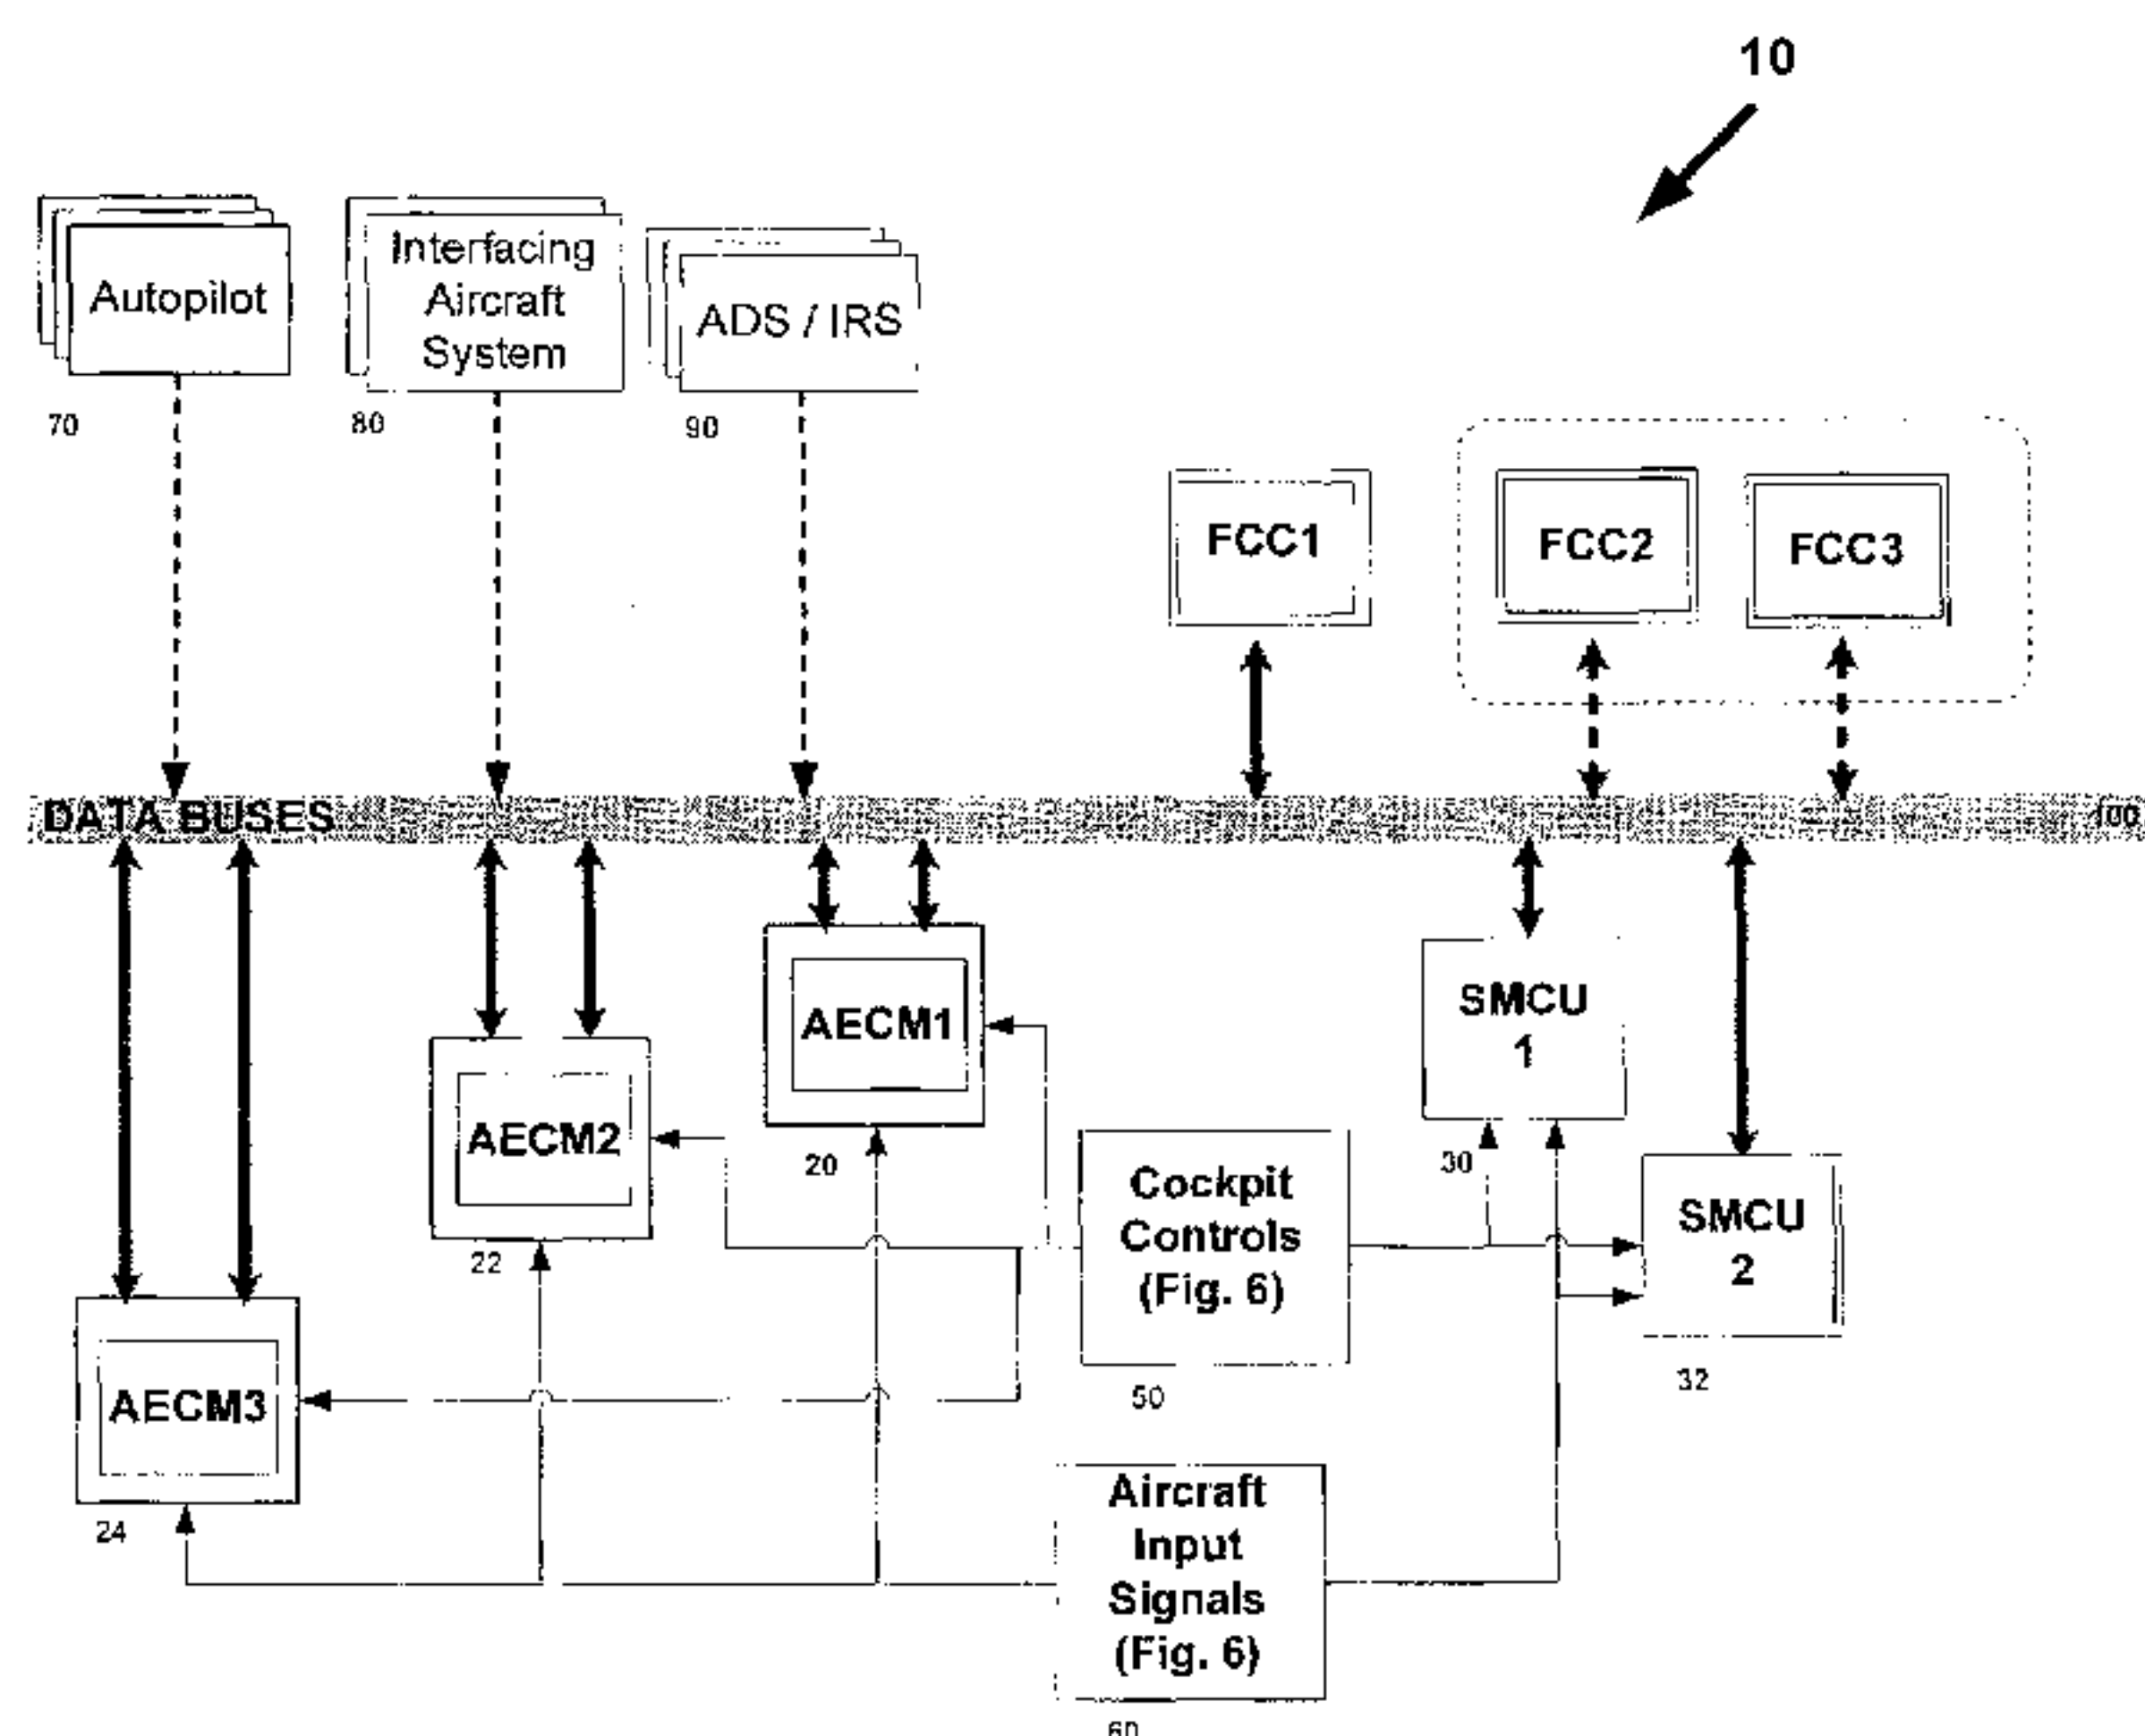 10
Autopilot
70
Interfacing
Aircraft
System
80
ADS / IRS
90
FCC1
FCC2
FCC3
DATA BUSES
100
AECM1
20
AECM2
22
AECM3
24
Cockpit
Controls
(Fig. 6)
50
SMCU
1
30
SMCU
2
32
Aircraft
Input
Signals
(Fig. 6)
60